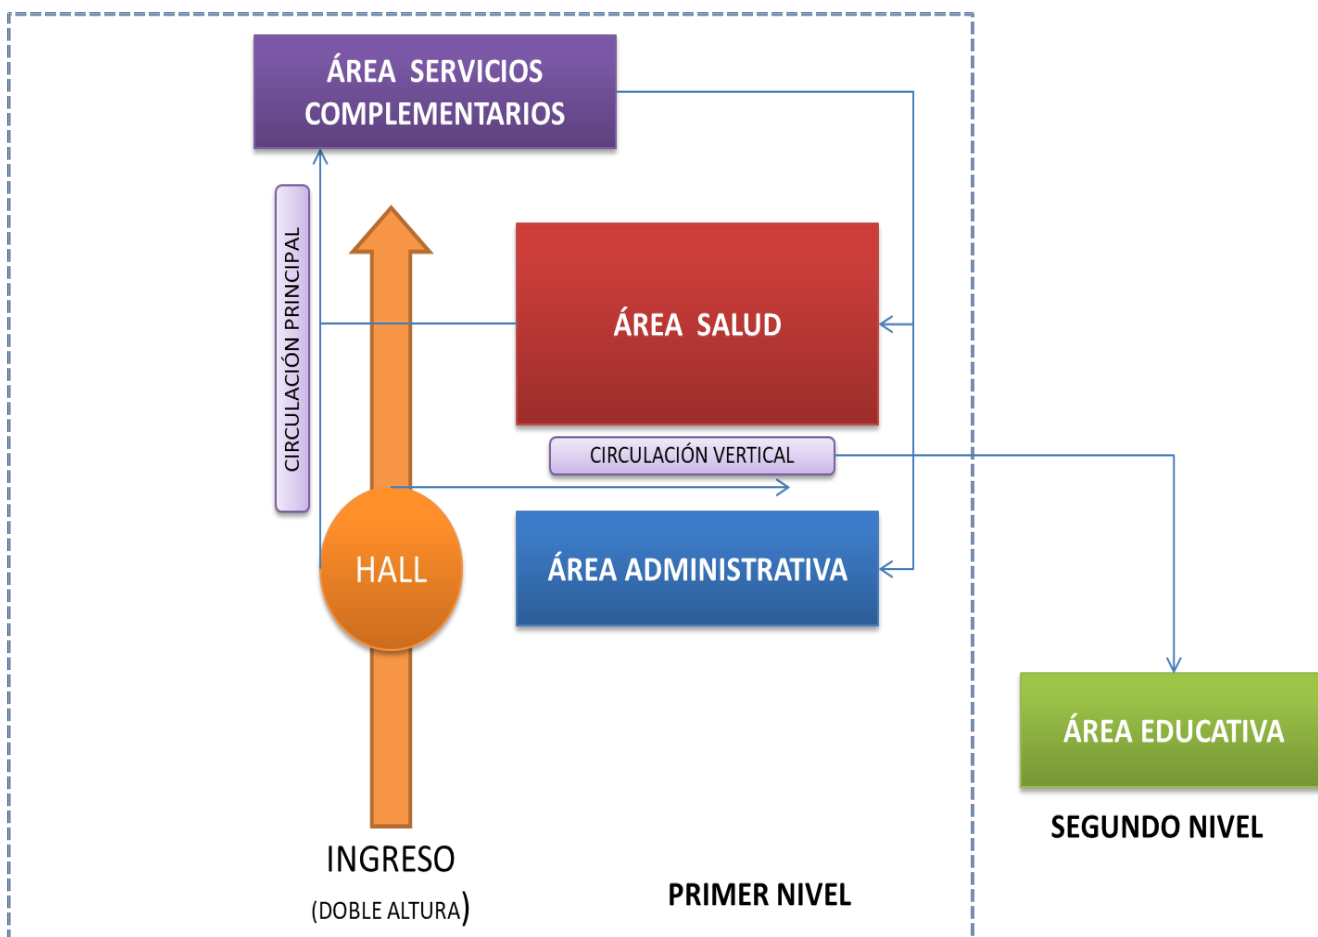 ÁREA SERVICIOS
COMPLEMENTARIOS
CIRCULACIÓN PRINCIPAL
ÁREA SALUD
CIRCULACIÓN VERTICAL
HALL
ÁREA ADMINISTRATIVA
ÁREA EDUCATIVA
SEGUNDO NIVEL
INGRESO
(DOBLE ALTURA)
PRIMER NIVEL